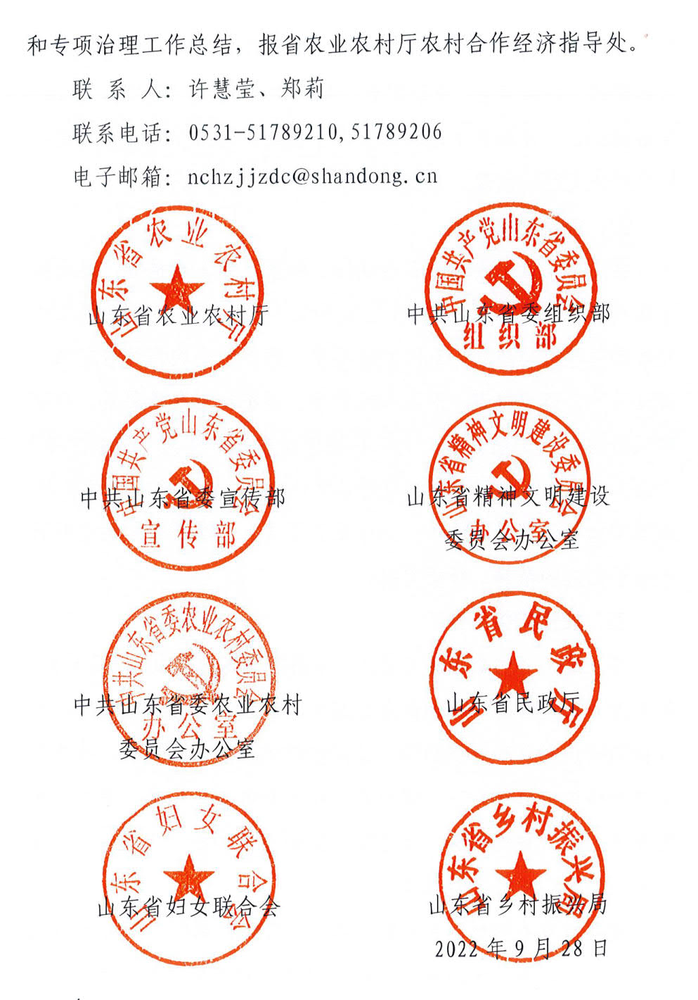 和专项治理工作总结，报省农业农村厅农村合作经济指导处。
联 系 人：许慧莹、郑莉
联系电话：0531-51789210,51789206
电子邮箱：nchzjjzdc@shandong.cn
山东省农业农村厅
山东省农业农村厅
中国共产党山东省委员会
中共山东省委组织部
组织部
中国共产党山东省委员会
中共山东省委宣传部
宣传部
山东省精神文明建设委员会
山东省精神文明建设
办公室
委员会办公室
中共山东省委农业农村委员会
中共山东省委农业农村
办公室
委员会办公室
山东省民政厅
山东省民政厅
山东省妇女联合会
山东省妇女联合会
山东省乡村振兴局
山东省乡村振兴局
2022年9月28日